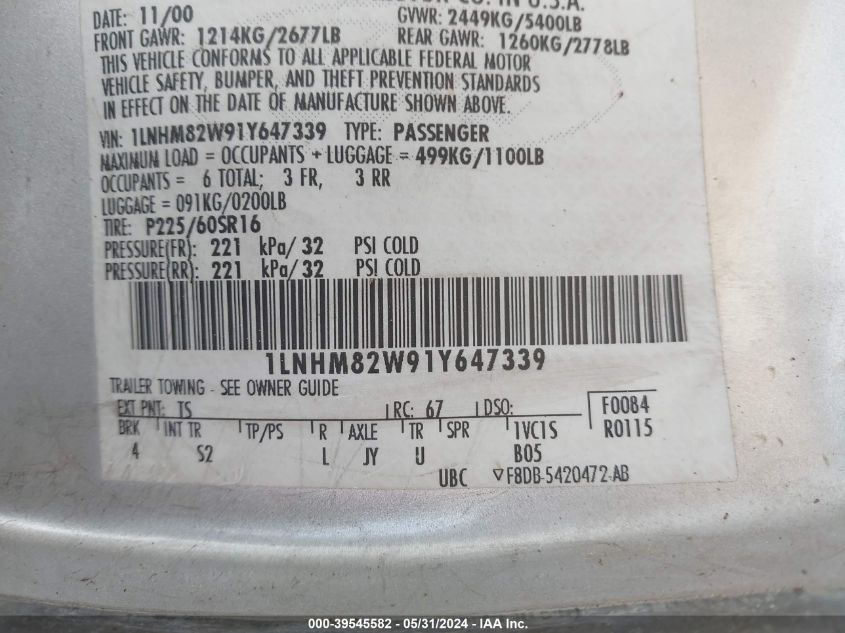 CO. IN U.S.A.
DATE: 11/00 GVWR: 2449KG/5400LB
FRONT GAWR: 1214KG/2677LB REAR GAWR: 1260KG/2778LB
THIS VEHICLE CONFORMS TO ALL APPLICABLE FEDERAL MOTOR
VEHICLE SAFETY, BUMPER, AND THEFT PREVENTION STANDARDS
IN EFFECT ON THE DATE OF MANUFACTURE SHOWN ABOVE.
VIN: 1LNHM82W91Y647339 TYPE: PASSENGER
MAXIMUM LOAD = OCCUPANTS + LUGGAGE = 499KG/1100LB
OCCUPANTS = 6 TOTAL; 3 FR, 3 RR
LUGGAGE = 091KG/0200LB
TIRE: P225/60SR16
PRESSURE(FR): 221 kPa/ 32 PSI COLD
PRESSURE(RR): 221 kPa/ 32 PSI COLD
1LNHM82W91Y647339
TRAILER TOWING - SEE OWNER GUIDE
EXT PNT: TS RC: 67 DSO: F0084
BRK INT TR TP/PS R AXLE TR SPR 1VC1S R0115
4 S2 L JY U B05
UBC ▽F8DB-5420472-AB
000-39545582 - 05/31/2024 - IAA Inc.